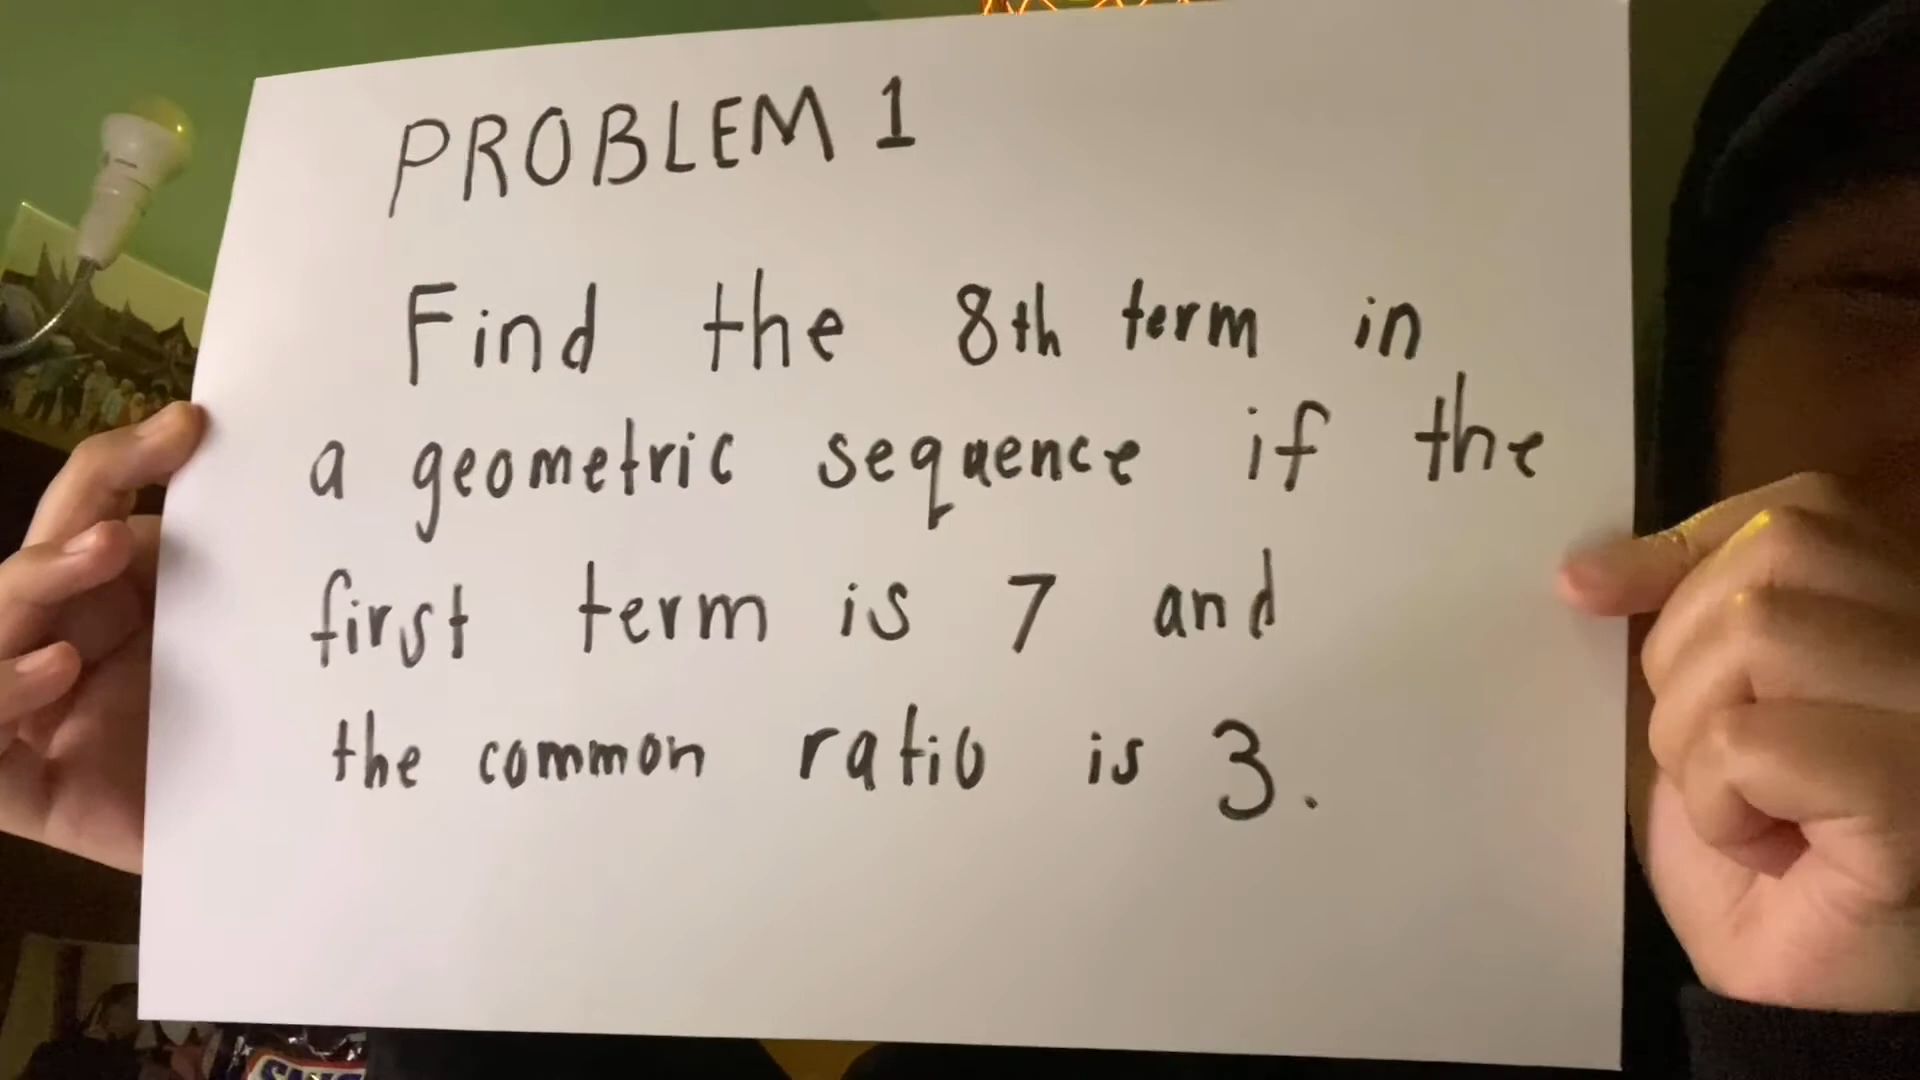 PROBLEM 1
Find the 8th term in
a geometric sequence if the
first term is 7 and
the common ratio is 3.